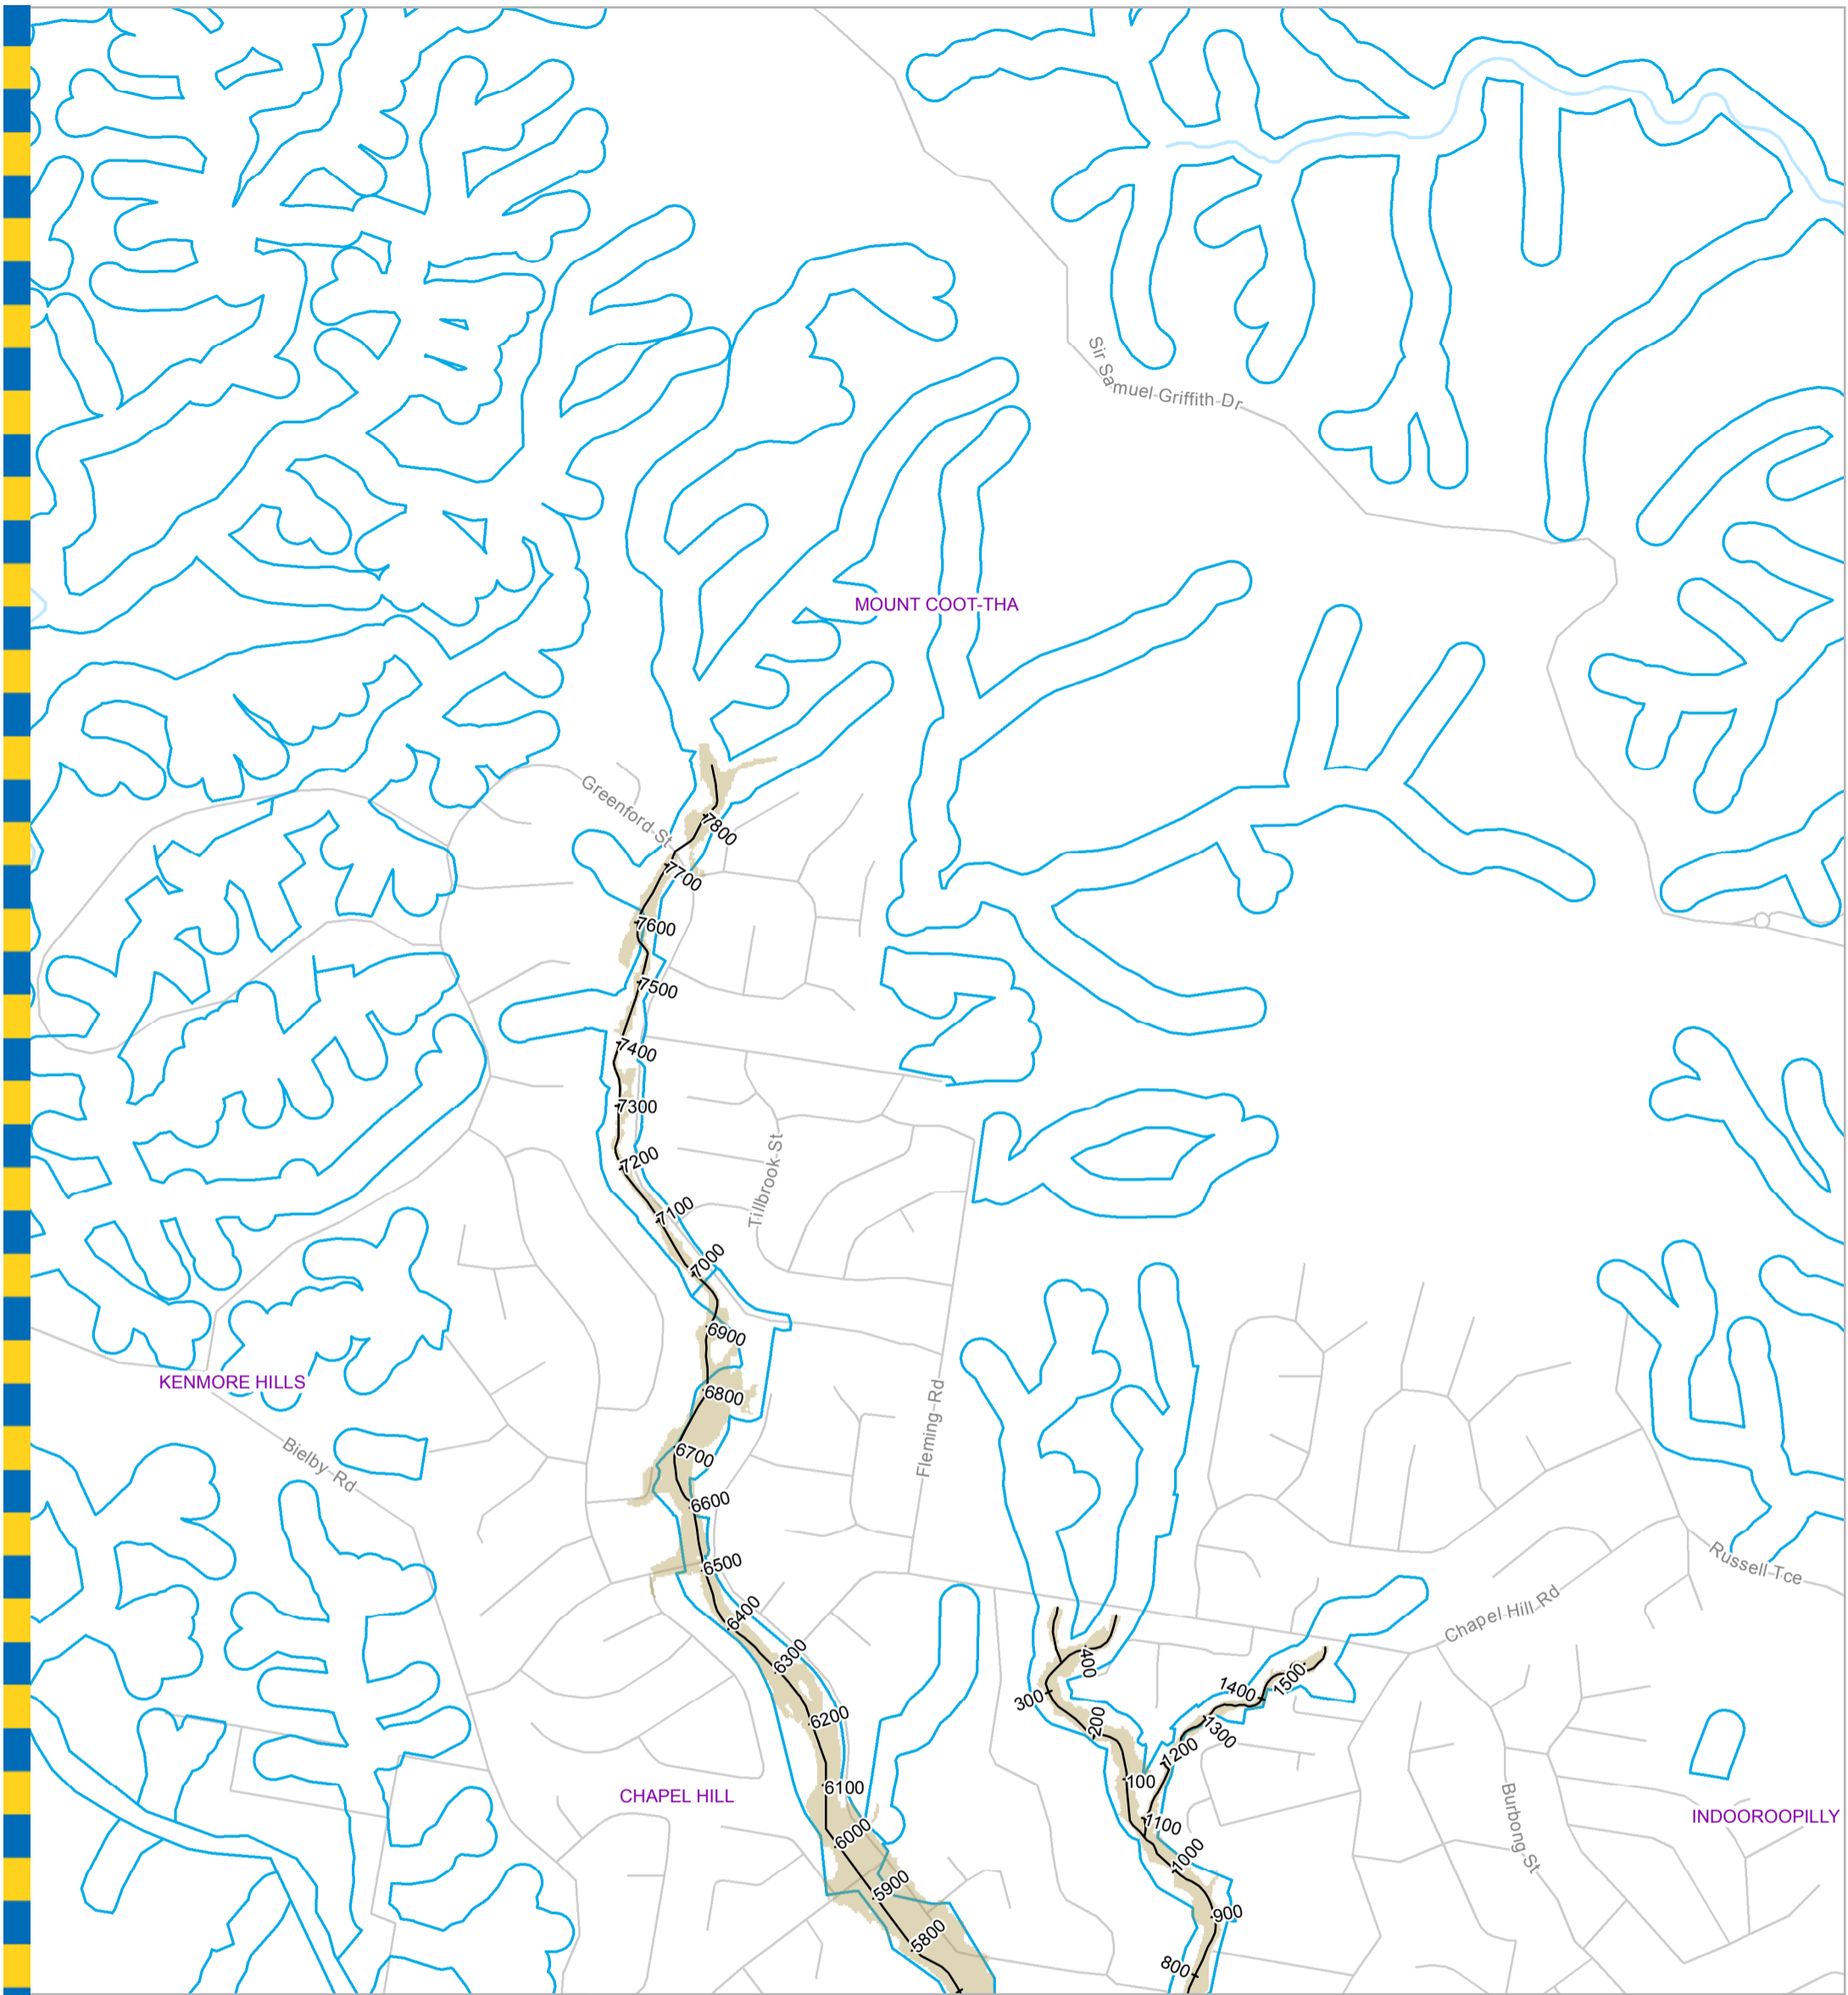 Sir Samuel Griffith Dr
MOUNT COOT-THA
Greenford St
7800
7700
7600
7500
7400
7300
7200
7100
Tillbrook St
7000
6900
6800
KENMORE HILLS
Fleming Rd
6700
Bielby Rd
6600
6500
Russell Tce
Chapel Hill Rd
6400
6300
400
1500
1400
300
6200
200
1300
1200
100
6100
CHAPEL HILL
Burbong St
INDOOROOPILLY
1100
6000
1000
5900
900
5800
800